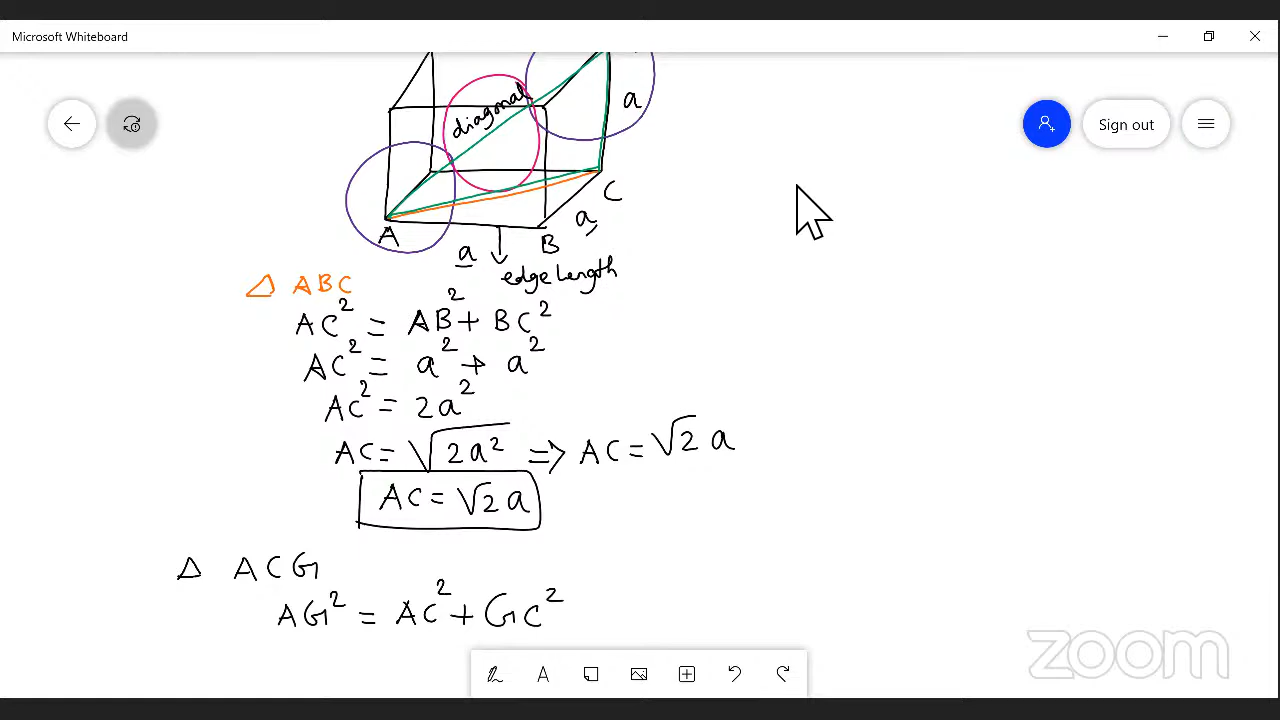 Microsoft Whiteboard
Sign out
diagonal
a
C
a
A
a
B
edge Length
△ ABC
AC² = AB² + BC²
AC² = a² + a²
AC² = 2a²
AC = √2a² => AC = √2 a
AC = √2 a
△ ACG
AG² = AC² + GC²
A
zoom